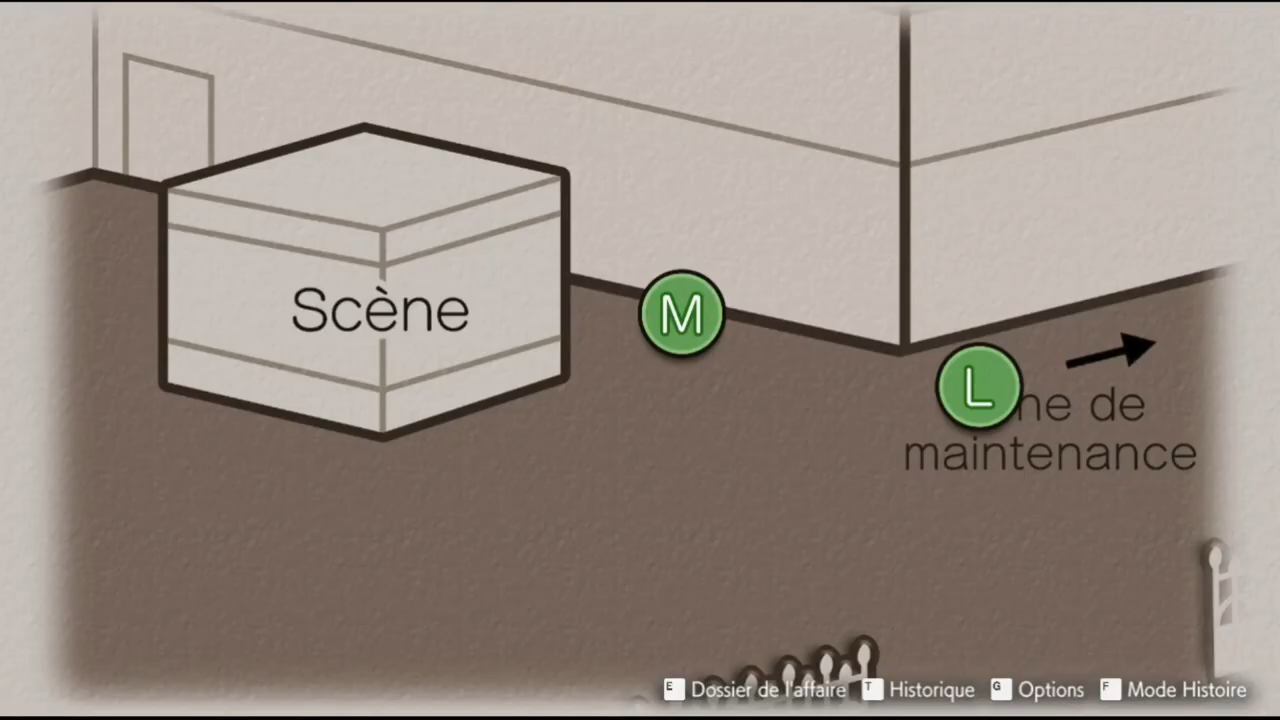 Scène
M
L
ne de
maintenance
E Dossier de l'affaire T Historique G Options F Mode Histoire